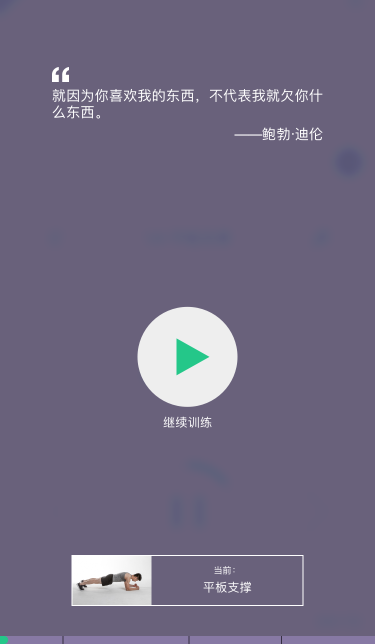 “
就因为你喜欢我的东西，不代表我就欠你什
么东西。
——鲍勃·迪伦
继续训练
当前：
平板支撑